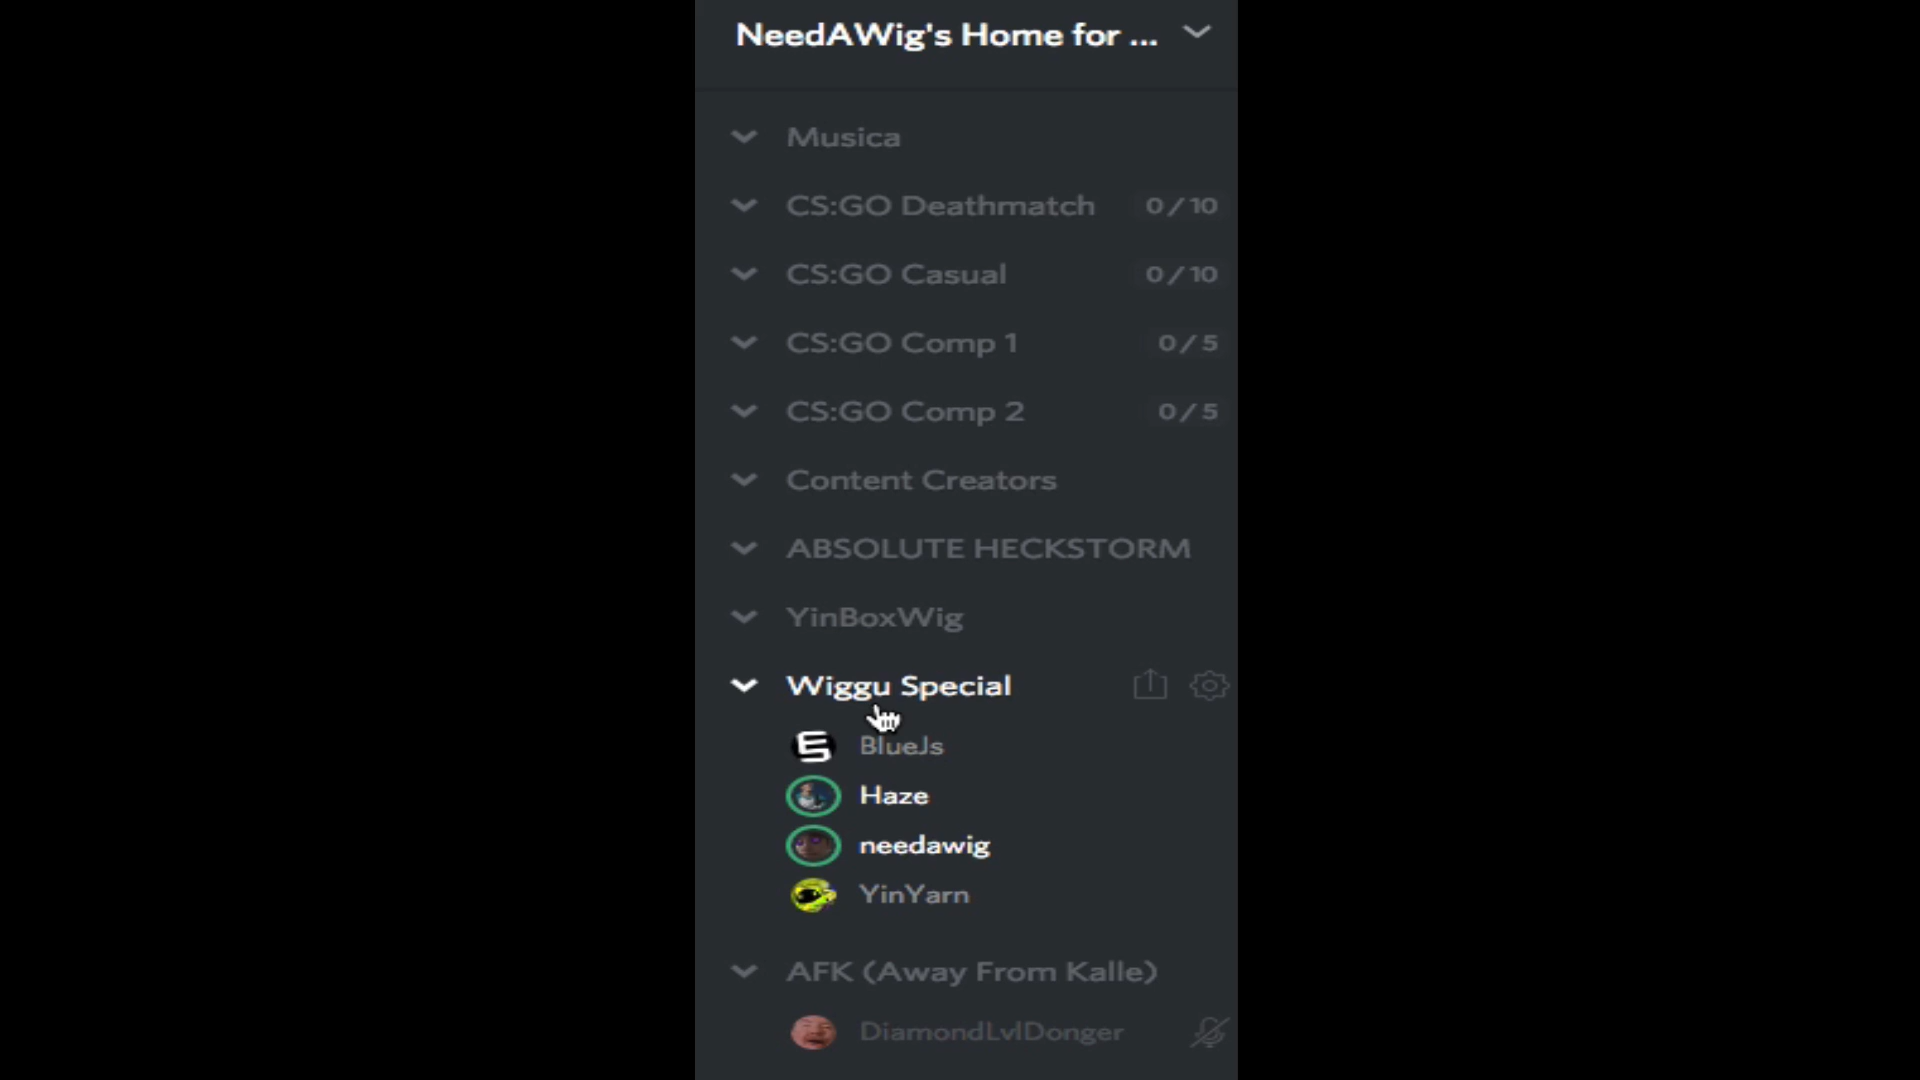 NeedAWig's Home for ...
Musica
CS:GO Deathmatch 0/10
CS:GO Casual 0/10
CS:GO Comp 1 0/5
CS:GO Comp 2 0/5
Content Creators
ABSOLUTE HECKSTORM
YinBoxWig
Wiggu Special
BlueJs
Haze
needawig
YinYarn
AFK (Away From Kalle)
DiamondLvlDonger